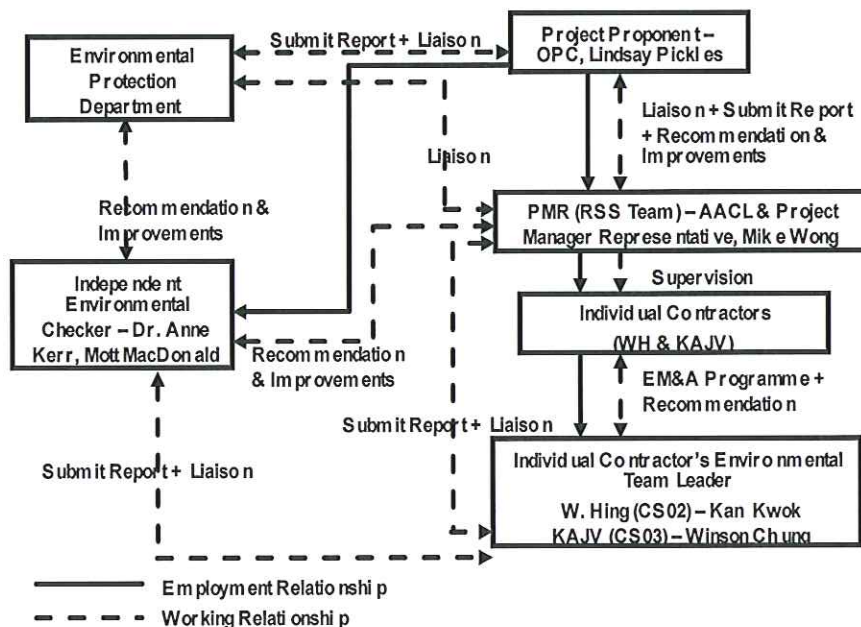 Environmental
Protection
Department
Submit Report + Liaison
Project Proponent –
OPC, Lindsay Pickles
Liaison + Submit Report
+ Recommendation &
Improvements
Liaison
Recommendation &
Improvements
PMR (RSS Team) – AACL & Project
Manager Representative, Mike Wong
Supervision
Independent
Environmental
Checker – Dr. Anne
Kerr, Mott MacDonald
Individual Contractors
(WH & KAJV)
Recommendation
& Improvements
EM&A Programme +
Recommendation
Submit Report + Liaison
Submit Report + Liaison
Individual Contractor's Environmental
Team Leader
W. Hing (CS02) – Kan Kwok
KAJV (CS03) – Winson Chung
Employment Relationship
Working Relationship